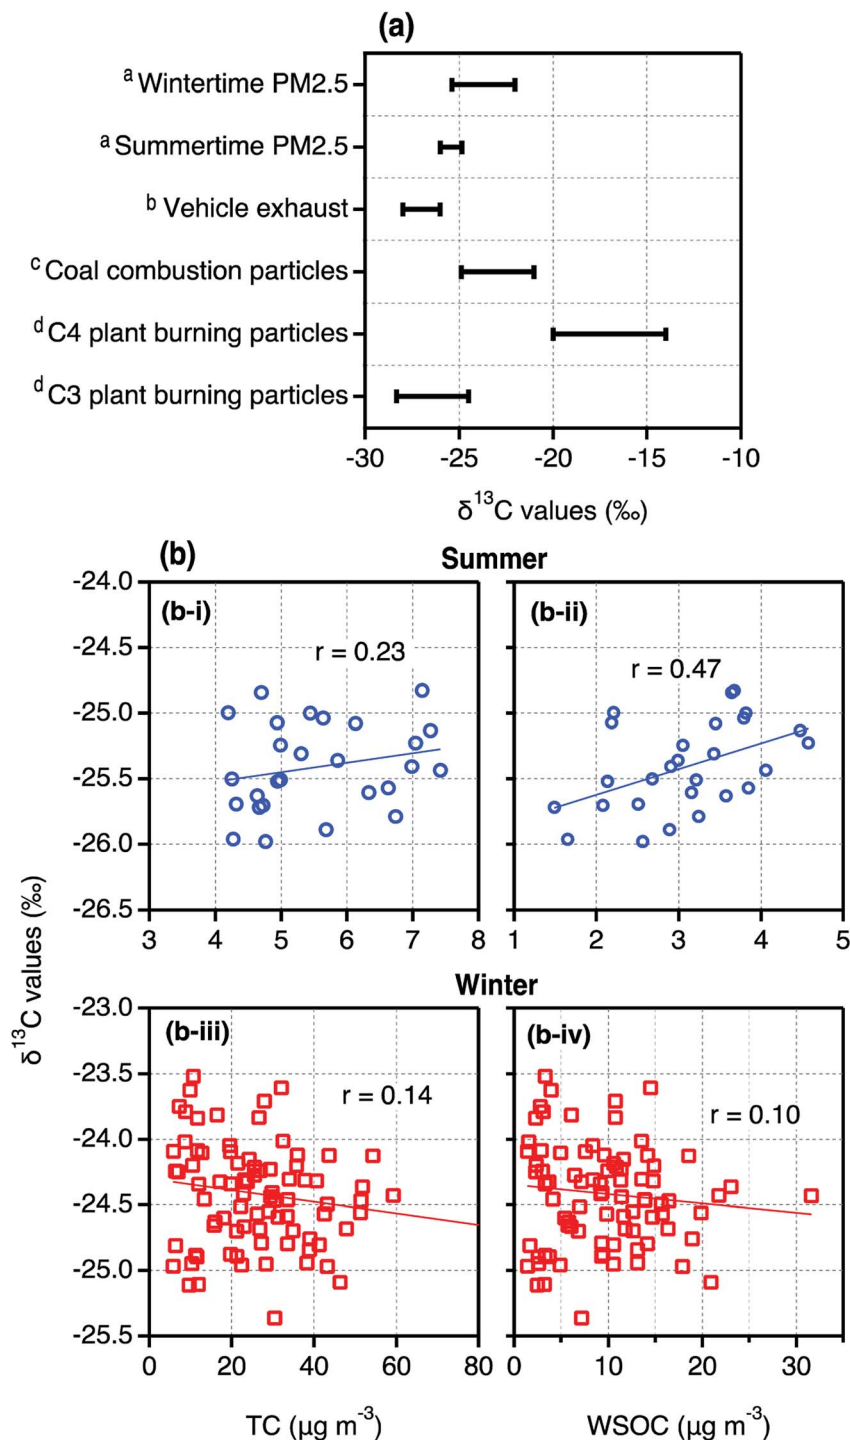 (a)
a Wintertime PM2.5
a Summertime PM2.5
b Vehicle exhaust
c Coal combustion particles
d C4 plant burning particles
d C3 plant burning particles
-30 -25 -20 -15 -10
δ¹³C values (‰)
(b) Summer
(b-i)
r = 0.23
-24.0
-24.5
-25.0
-25.5
-26.0
-26.5
3 4 5 6 7 8
(b-ii)
r = 0.47
1 2 3 4 5
δ¹³C values (‰)
Winter
(b-iii)
r = 0.14
-23.0
-23.5
-24.0
-24.5
-25.0
-25.5
0 20 40 60 80
TC (μg m⁻³)
(b-iv)
r = 0.10
0 10 20 30
WSOC (μg m⁻³)